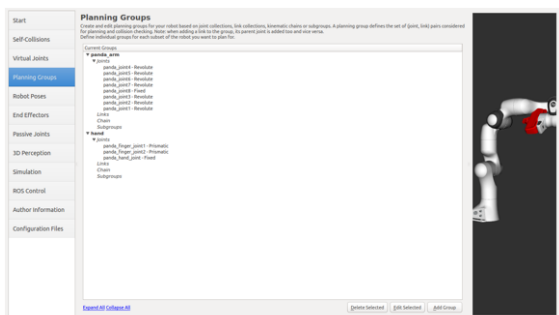 Start
Self-Collisions
Virtual Joints
Planning Groups
Robot Poses
End Effectors
Passive Joints
3D Perception
Simulation
ROS Control
Author Information
Configuration Files
Planning Groups
Create and edit planning groups for your robot based on joint collections, link collections, kinematic chains or subgroups. A planning group defines the set of (joint, link) pairs considered
for planning and collision checking. Note: when adding a link to the group, its parent joint is added too and vice versa.
Define individual groups for each subset of the robot you want to plan for.
Current Groups
panda_arm
Joints
panda_joint4 - Revolute
panda_joint5 - Revolute
panda_joint6 - Revolute
panda_joint7 - Revolute
panda_joint8 - Fixed
panda_joint3 - Revolute
panda_joint2 - Revolute
panda_joint1 - Revolute
Links
Chain
Subgroups
hand
Joints
panda_finger_joint1 - Prismatic
panda_finger_joint2 - Prismatic
panda_hand_joint - Fixed
Links
Chain
Subgroups
Expand All Collapse All
Delete Selected
Edit Selected
Add Group